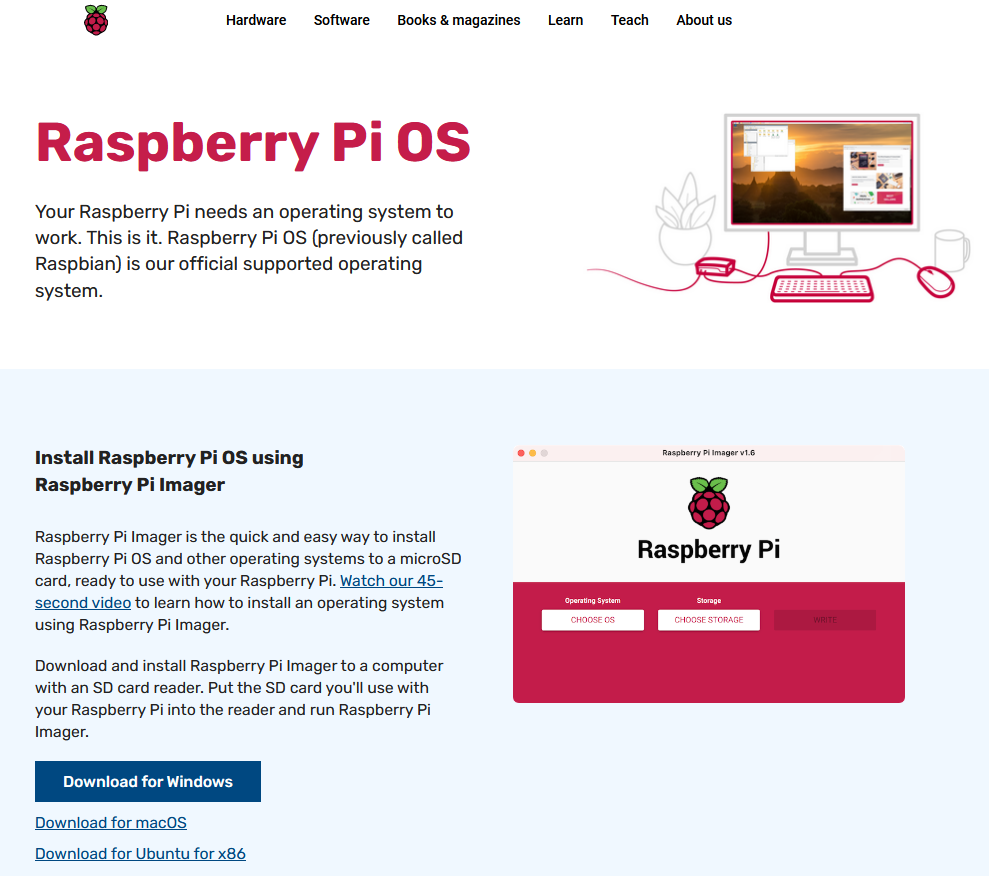 Hardware Software Books & magazines Learn Teach About us
Raspberry Pi OS
Your Raspberry Pi needs an operating system to
work. This is it. Raspberry Pi OS (previously called
Raspbian) is our official supported operating
system.
Install Raspberry Pi OS using
Raspberry Pi Imager
Raspberry Pi Imager is the quick and easy way to install
Raspberry Pi OS and other operating systems to a microSD
card, ready to use with your Raspberry Pi. Watch our 45-
second video to learn how to install an operating system
using Raspberry Pi Imager.
Download and install Raspberry Pi Imager to a computer
with an SD card reader. Put the SD card you'll use with
your Raspberry Pi into the reader and run Raspberry Pi
Imager.
Download for Windows
Download for macOS
Download for Ubuntu for x86
Raspberry Pi Imager v1.6
Raspberry Pi
Operating System Storage
CHOOSE OS CHOOSE STORAGE WRITE